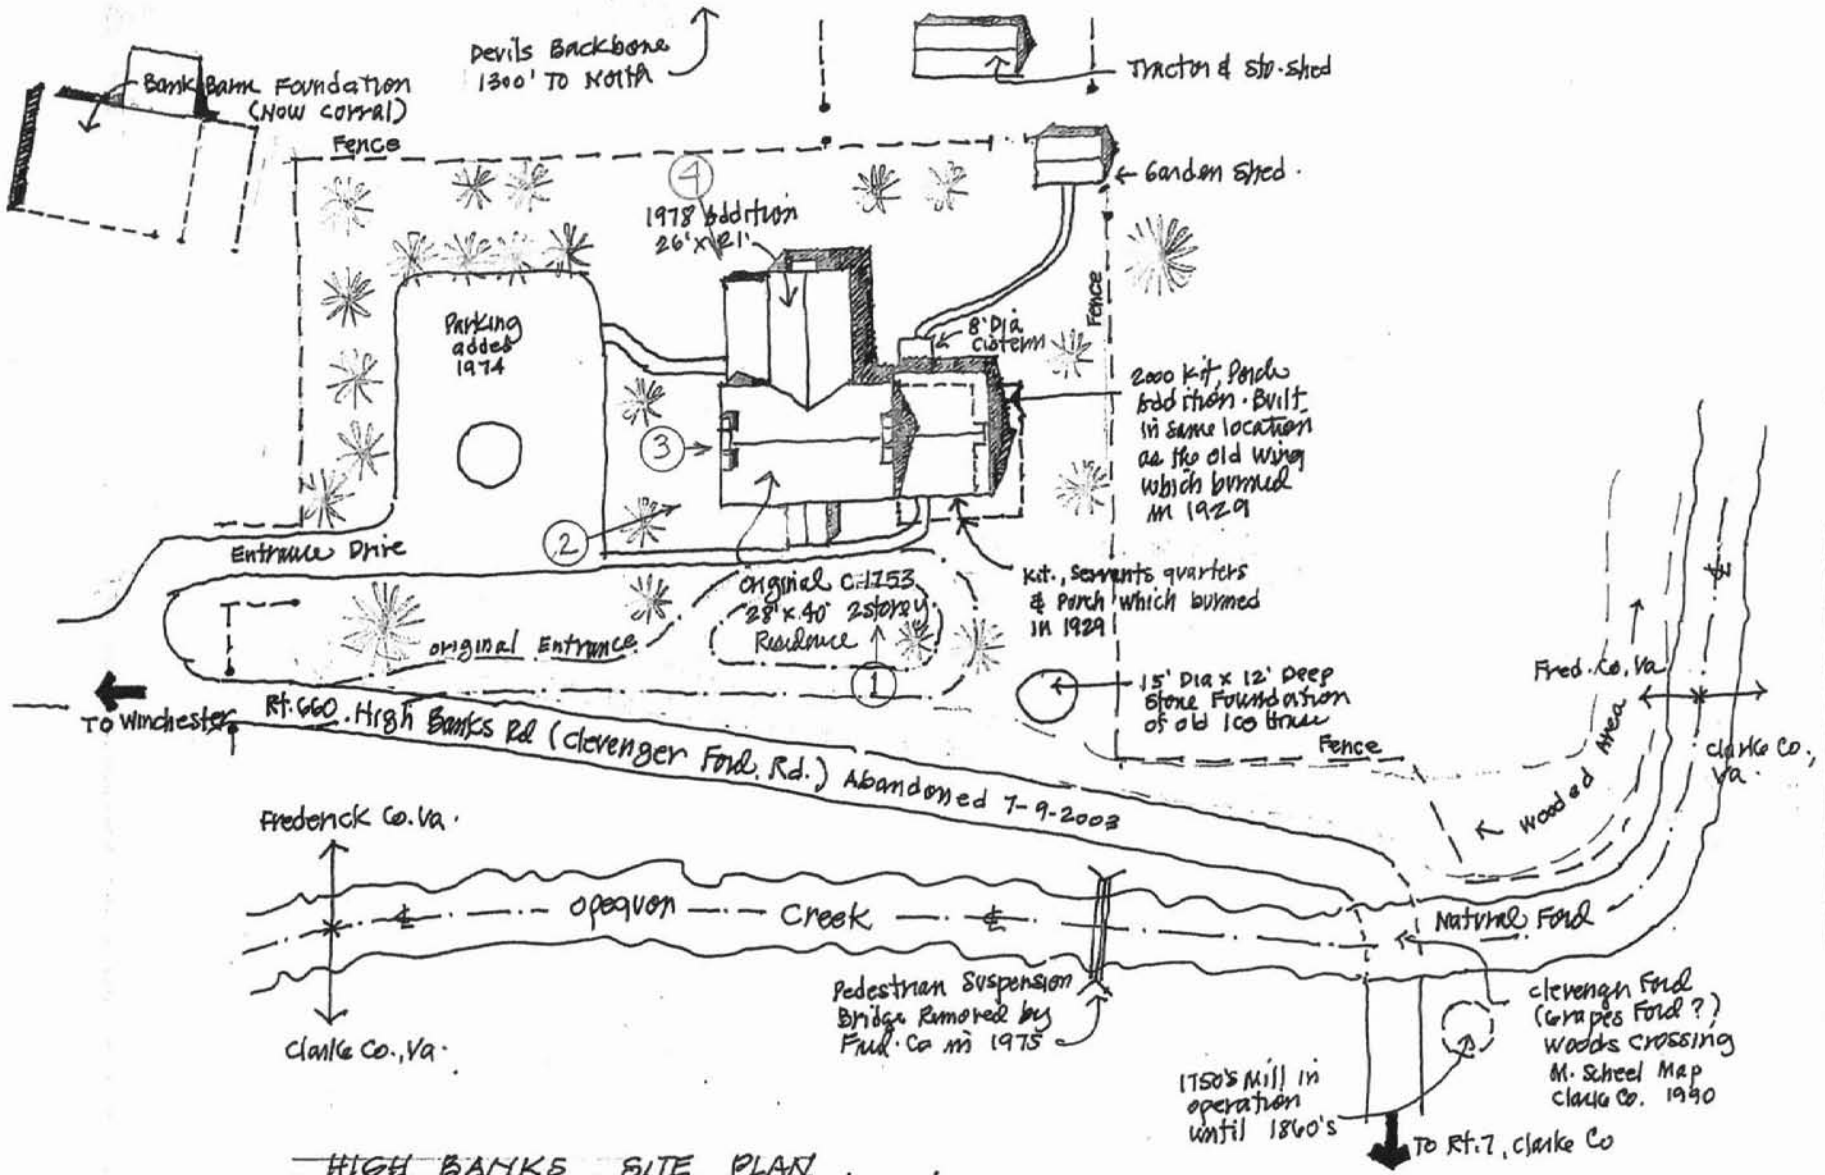 Devils Backbone
1300' To North
Tractor & Sto. Shed
Bank Barn Foundation
(Now corral)
Fence
Garden Shed.
4
1978 Addition
26' x 21'
Fence
Parking
added
1974
8' Dia
Cistern
2000 Kit, Porch
Addition. Built
in same location
as the old wing
which burned
in 1929
3
2
Entrance Drive
original c.1753
28' x 40' 2 storey
Residence
Kit., Servants quarters
& Porch which burned
in 1929
original Entrance
1
15' Dia x 12' Deep
Stone Foundation
of old Ice House
Fred. Co. Va
Clarke Co.,
Va.
Wooded Area
Fence
To Winchester
Rt. 660. High Banks Rd (Clevenger Ford. Rd.) Abandoned 7-9-2003
Frederick Co. Va.
Opequon Creek
Natural Ford
Clarke Co., Va.
Pedestrian Suspension
Bridge Removed by
Fred. Co in 1975
Clevenger Ford
(Grapes Ford ?)
Woods Crossing
M. Scheel Map
Clarke Co. 1990
1750's Mill in
operation
until 1860's
To Rt. 7, Clarke Co
HIGH BANKS SITE PLAN